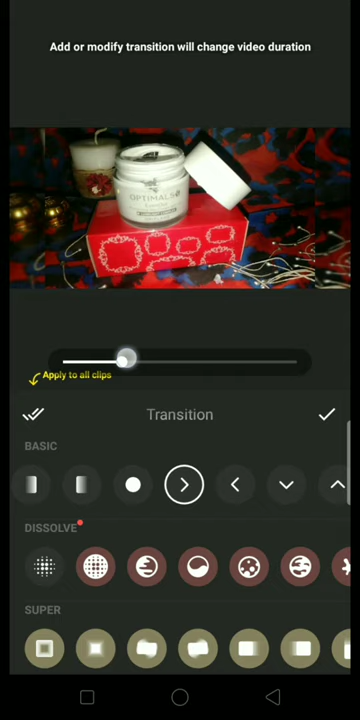 Add or modify transition will change video duration
OPTIMALS
Apply to all clips
Transition
BASIC
DISSOLVE
SUPER